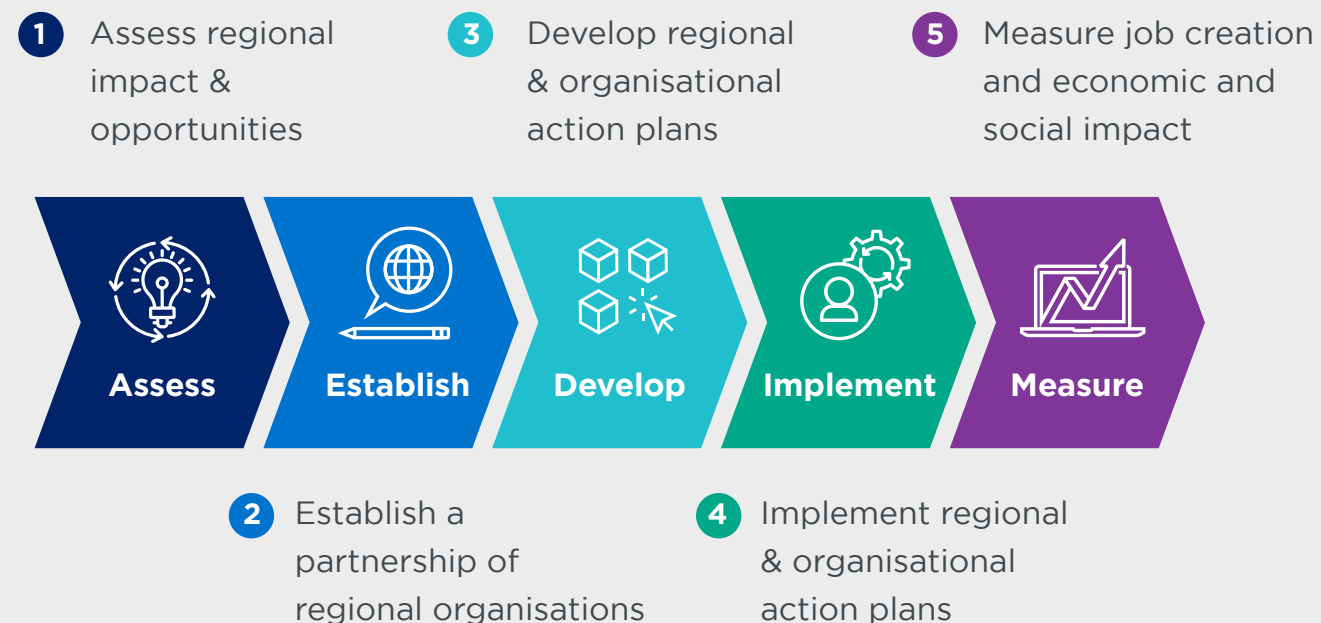 1 Assess regional
impact &
opportunities
3 Develop regional
& organisational
action plans
5 Measure job creation
and economic and
social impact
Assess
Establish
Develop
Implement
Measure
2 Establish a
partnership of
regional organisations
4 Implement regional
& organisational
action plans